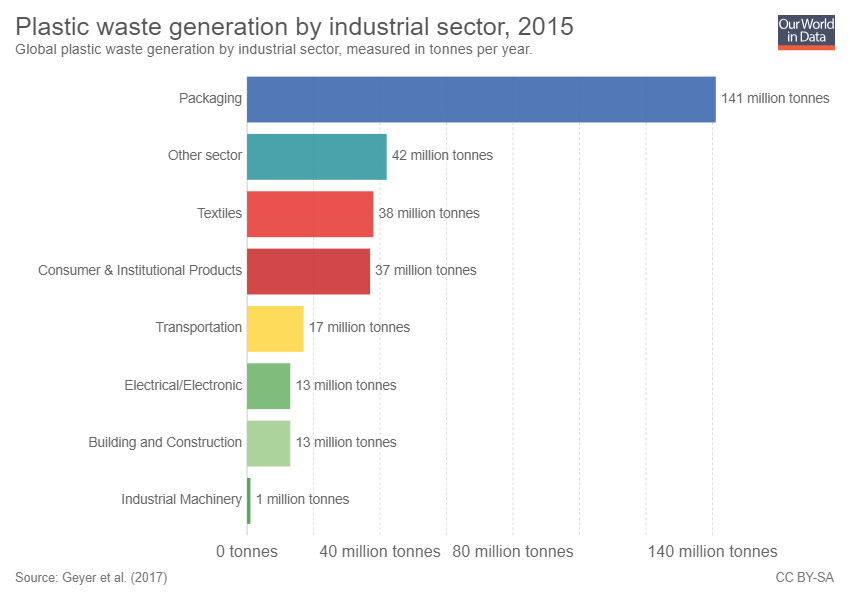 Plastic waste generation by industrial sector, 2015
Global plastic waste generation by industrial sector, measured in tonnes per year.
Our World
in Data
Packaging 141 million tonnes
Other sector 42 million tonnes
Textiles 38 million tonnes
Consumer & Institutional Products 37 million tonnes
Transportation 17 million tonnes
Electrical/Electronic 13 million tonnes
Building and Construction 13 million tonnes
Industrial Machinery 1 million tonnes
0 tonnes 40 million tonnes 80 million tonnes 140 million tonnes
Source: Geyer et al. (2017) CC BY-SA